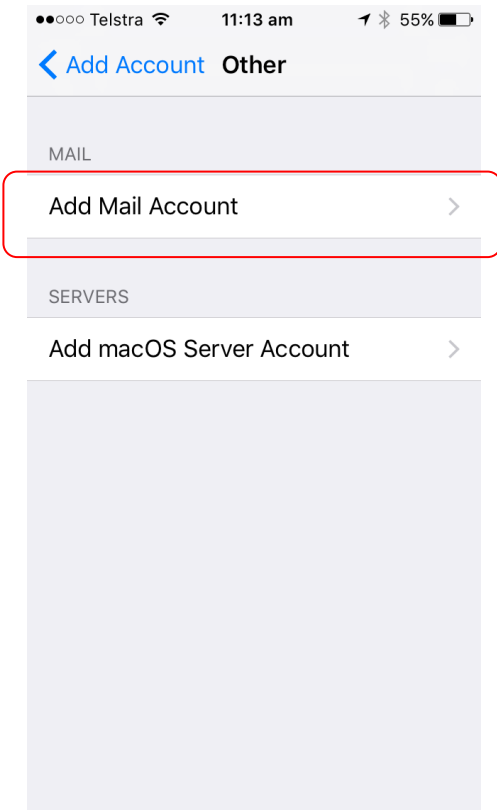 Telstra 11:13 am 55%
Add Account Other
MAIL
Add Mail Account
SERVERS
Add macOS Server Account